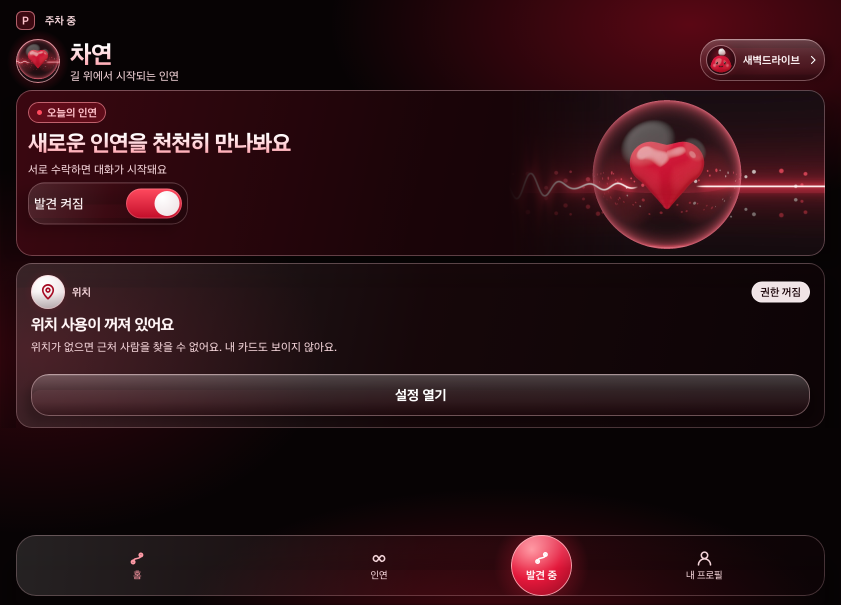 P 주차 중
차연
길 위에서 시작되는 인연
새벽드라이브
오늘의 인연
새로운 인연을 천천히 만나봐요
서로 수락하면 대화가 시작돼요
발견 켜짐
위치
권한 꺼짐
위치 사용이 꺼져 있어요
위치가 없으면 근처 사람을 찾을 수 없어요. 내 카드도 보이지 않아요.
설정 열기
홈
인연
발견 중
내 프로필